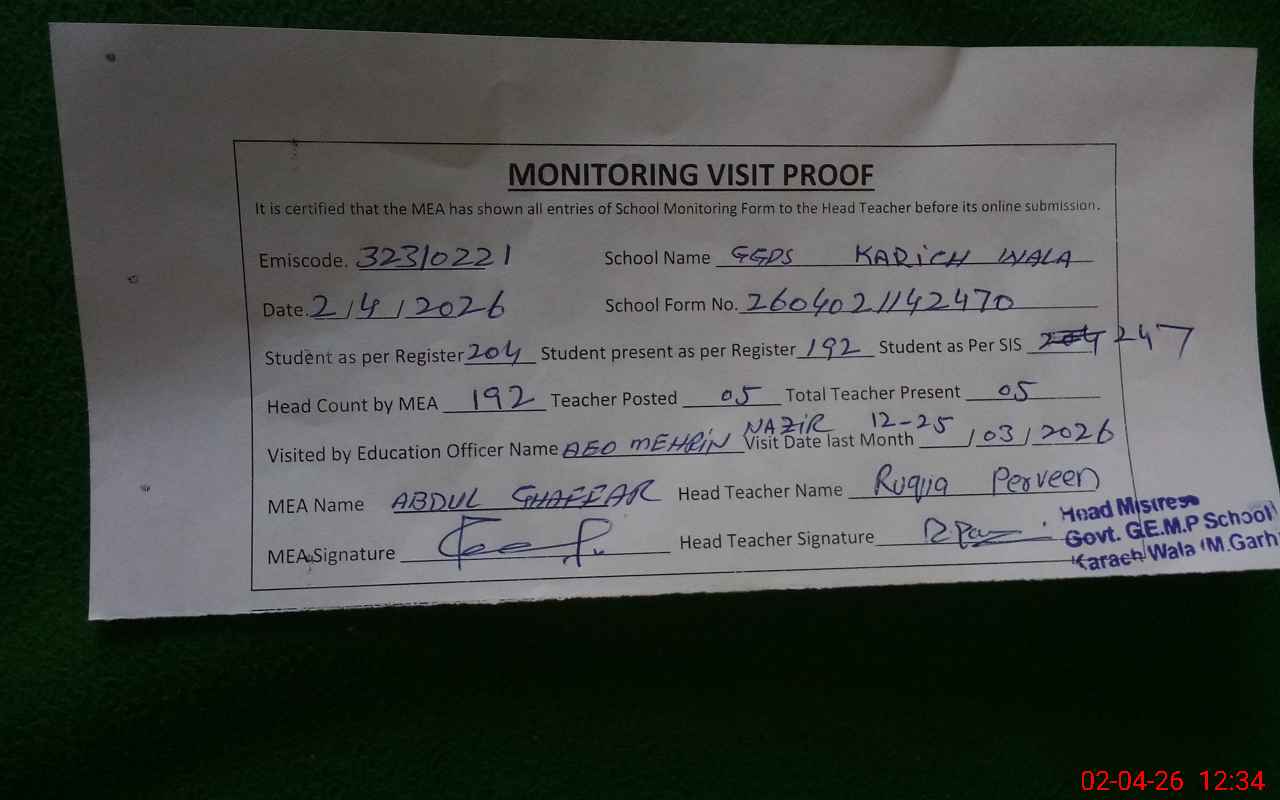 MONITORING VISIT PROOF
It is certified that the MEA has shown all entries of School Monitoring Form to the Head Teacher before its online submission.
Emiscode. 32310221 School Name GGPS KARICH WALA
Date. 2/4/2026 School Form No. 2604021142470
Student as per Register 204 Student present as per Register 192 Student as Per SIS 247
Head Count by MEA 192 Teacher Posted 05 Total Teacher Present 05
Visited by Education Officer Name AEO MEHRIN NAZIR Visit Date last Month 12-25/03/2026
MEA Name ABDUL GHAFFAR Head Teacher Name Ruqia Perveen
MEA Signature Head Teacher Signature
Head Mistress
Govt. G.E.M.P School
Karach Wala (M.Garh)
02-04-26 12:34